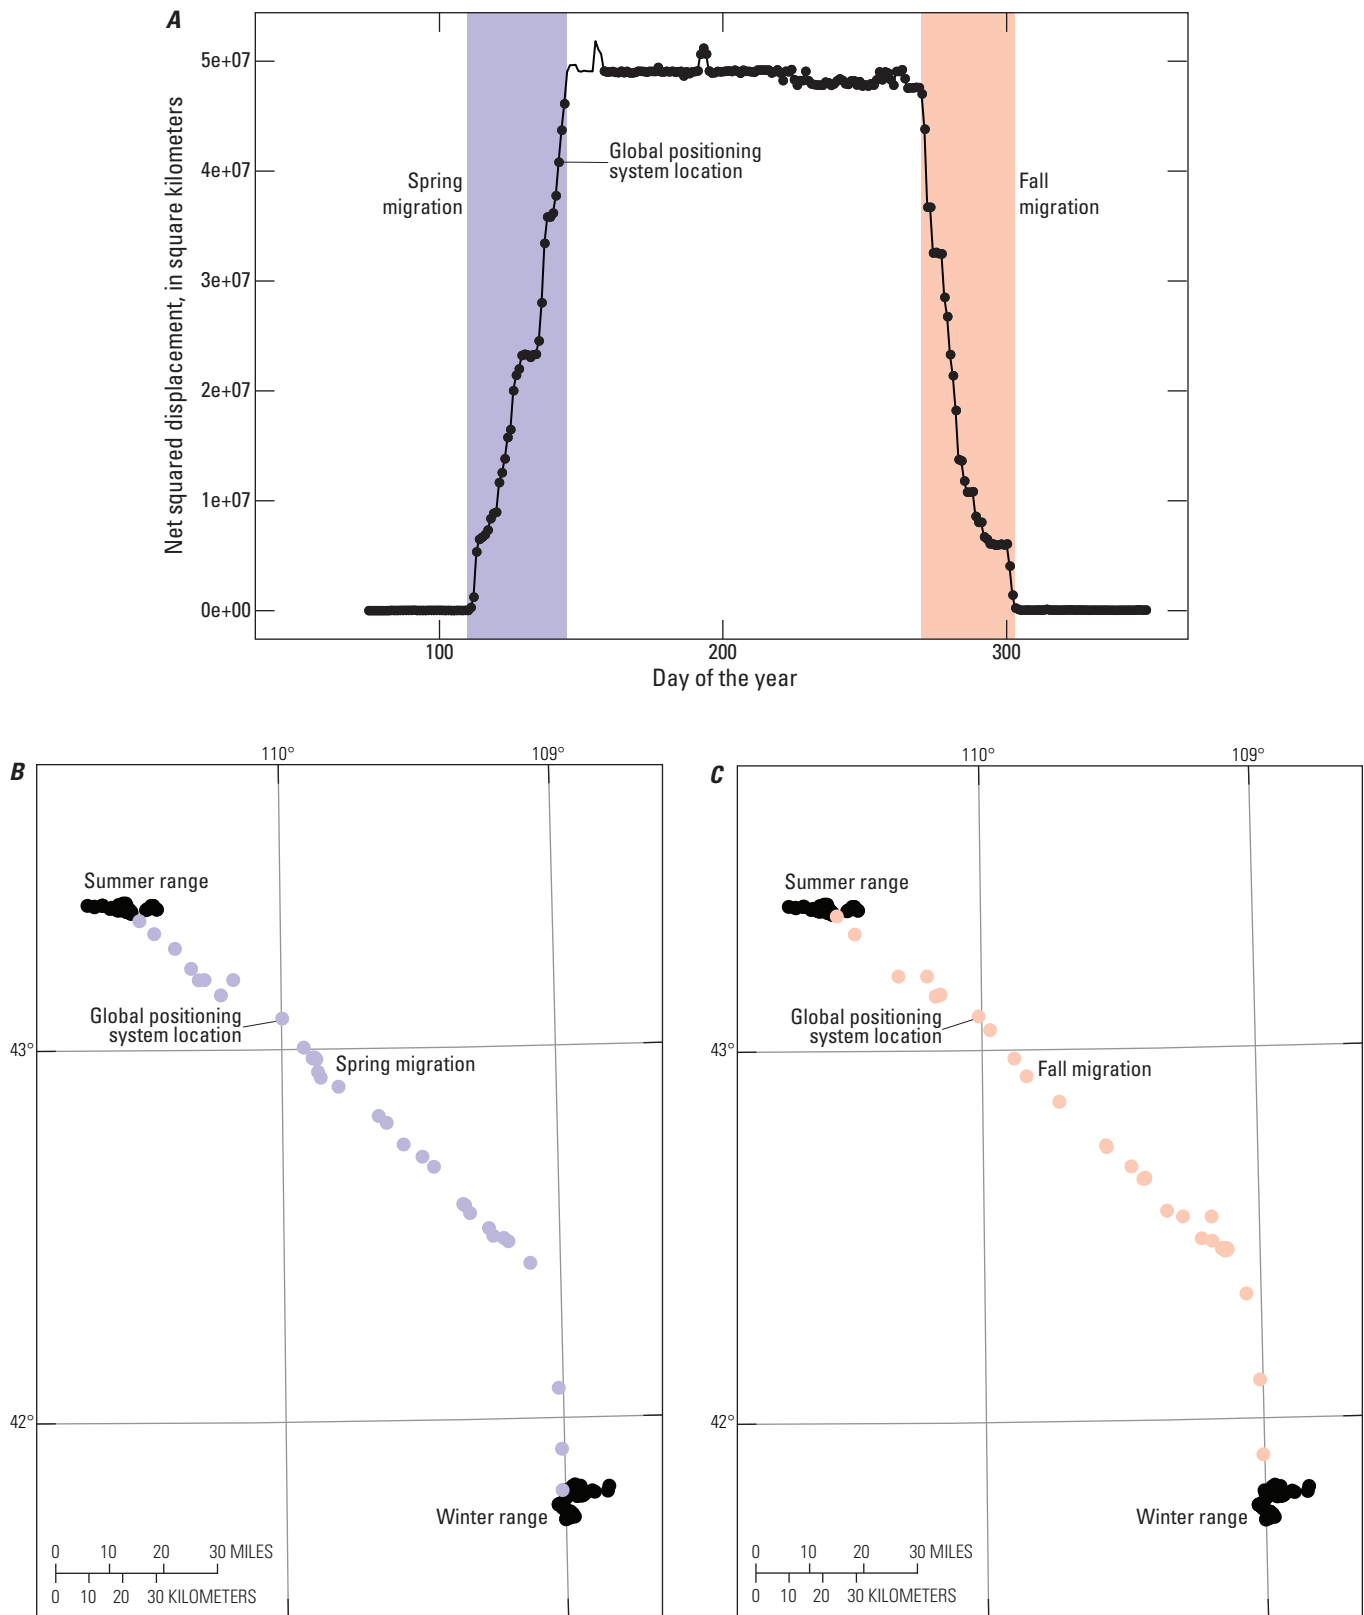 A
Net squared displacement, in square kilometers
5e+07
4e+07
3e+07
2e+07
1e+07
0e+00
Spring
migration
Global positioning
system location
Fall
migration
100
200
300
Day of the year
B
110°
109°
Summer range
Global positioning
system location
43°
Spring migration
42°
Winter range
0 10 20 30 MILES
0 10 20 30 KILOMETERS
C
110°
109°
Summer range
Global positioning
system location
43°
Fall migration
42°
Winter range
0 10 20 30 MILES
0 10 20 30 KILOMETERS